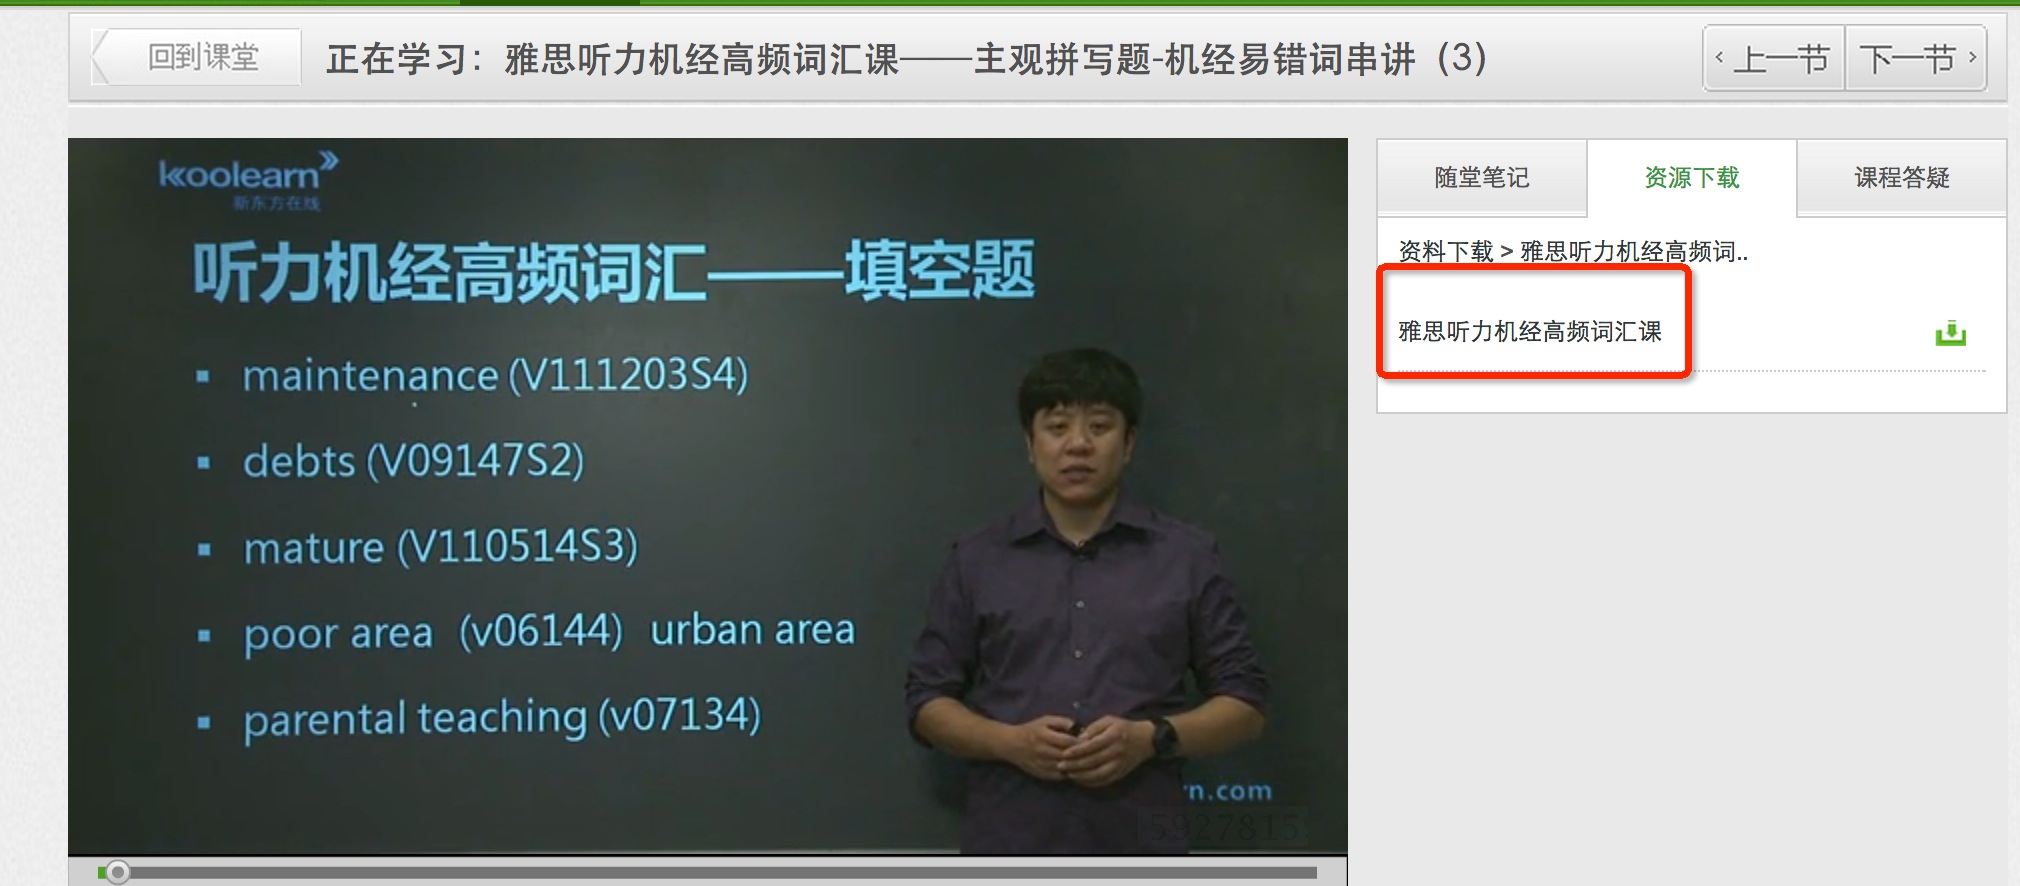 回到课堂
正在学习：雅思听力机经高频词汇课——主观拼写题-机经易错词串讲（3）
‹ 上一节
下一节 ›
koolearn
新东方在线
听力机经高频词汇——填空题
▪ maintenance (V111203S4)
▪ debts (V09147S2)
▪ mature (V110514S3)
▪ poor area (v06144) urban area
▪ parental teaching (v07134)
rn.com
5927815
随堂笔记
资源下载
课程答疑
资料下载 > 雅思听力机经高频词..
雅思听力机经高频词汇课